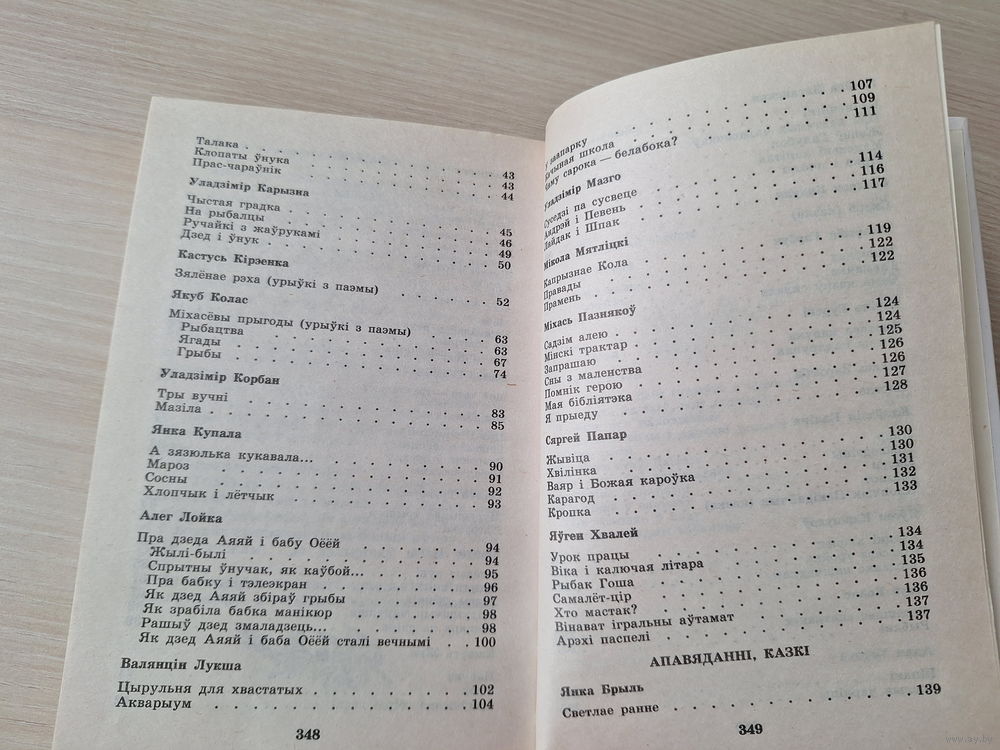 Талака . . . 43
Клопаты ўнука . . . 43
Прас-чараўнік . . . 44
Уладзімір Карызна
Чыстая градка . . . 45
На рыбалцы . . . 46
Ручайкі з жаўрукамі . . . 49
Дзед і ўнук . . . 50
Кастусь Кірэенка
Зялёнае рэха (урыўкі з паэмы) . . . 52
Якуб Колас
Міхасёвы прыгоды (урыўкі з паэмы) . . . 63
Рыбацтва . . . 63
Ягады . . . 67
Грыбы . . . 74
Уладзімір Корбан
Тры вучні . . . 83
Мазіла . . . 85
Янка Купала
А зязюлька кукавала... . . . 90
Мароз . . . 91
Сосны . . . 92
Хлопчык і лётчык . . . 93
Алег Лойка
Пра дзеда Аяяй і бабу Оёёй . . . 94
Жылі-былі . . . 94
Спрытны ўнучак, як каўбой... . . . 95
Пра бабку і тэлеэкран . . . 96
Як дзед Аяяй збіраў грыбы . . . 97
Як зрабіла бабка манікюр . . . 98
Рашыў дзед змаладзець... . . . 98
Як дзед Аяяй і баба Оёёй сталі вечнымі . . . 100
Валянцін Лукша
Цырульня для хвастатых . . . 102
Акварыум . . . 104
348
заапарку . . . 107
школа . . . 109
сарока — белабока? . . . 111
Уладзімір Мазго
Суседзі па сусвеце . . . 114
Андрэй і Певень . . . 116
Лайдак і Шпак . . . 117
Мікола Мятліцкі
Капрызнае Кола . . . 119
Правады . . . 122
Прамень . . . 122
Міхась Пазнякоў
Садзім алею . . . 124
Мінскі трактар . . . 124
Запрашаю . . . 125
Сны з маленства . . . 126
Помнік герою . . . 126
Мая бібліятэка . . . 127
Я прыеду . . . 128
Сяргей Папар
Жывіца . . . 130
Хвілінка . . . 130
Ваяр і Божая кароўка . . . 131
Карагод . . . 132
Кропка . . . 133
Яўген Хвалей
Урок працы . . . 134
Віка і калючая літара . . . 134
Рыбак Гоша . . . 135
Самалёт-цір . . . 136
Хто мастак? . . . 136
Вінават ігральны аўтамат . . . 137
Арэхі паспелі . . . 137
АПАВЯДАННІ, КАЗКІ
Янка Брыль
Светлае ранне . . . 139
349
www.ay.by